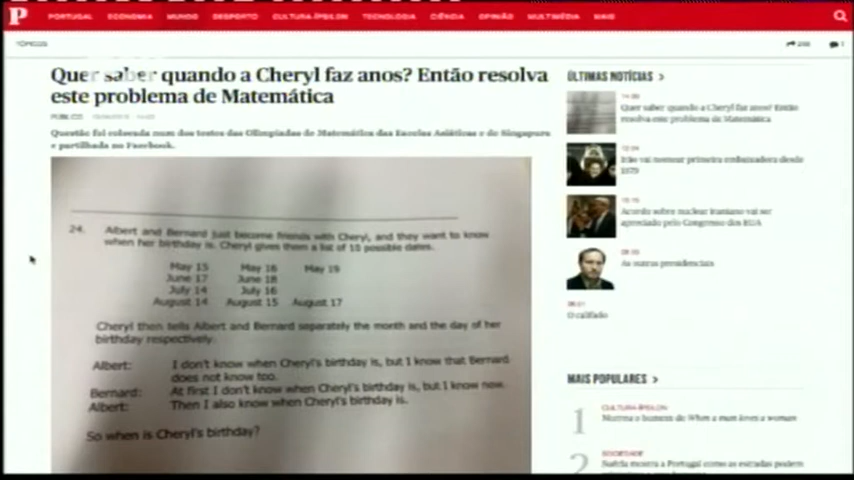 P PORTUGAL ECONOMIA MUNDO DESPORTO CULTURA-ÍPSILON TECNOLOGIA CIÊNCIA OPINIÃO MULTIMÉDIA MAIS
TÓPICOS
Quer saber quando a Cheryl faz anos? Então resolva
este problema de Matemática
PÚBLICO
Questão foi colocada num dos testes das Olimpíadas de Matemática das Escolas Asiáticas e de Singapura
e partilhada no Facebook.
24. Albert and Bernard just become friends with Cheryl, and they want to know
when her birthday is. Cheryl gives them a list of 10 possible dates.
May 15 May 16 May 19
June 17 June 18
July 14 July 16
August 14 August 15 August 17
Cheryl then tells Albert and Bernard separately the month and the day of her
birthday respectively.
Albert: I don't know when Cheryl's birthday is, but I know that Bernard
does not know too.
Bernard: At first I don't know when Cheryl's birthday is, but I know now.
Albert: Then I also know when Cheryl's birthday is.
So when is Cheryl's birthday?
ÚLTIMAS NOTÍCIAS >
Quer saber quando a Cheryl faz anos? Então
resolva este problema de Matemática
Irão vai nomear primeira embaixadora desde
1979
Acordo sobre nuclear iraniano vai ser
apreciado pelo Congresso dos EUA
As outras presidenciais
O califado
MAIS POPULARES >
1 CULTURA-ÍPSILON
o homem de When a man loves a woman
2 SOCIEDADE
mostra a Portugal como as estradas podem